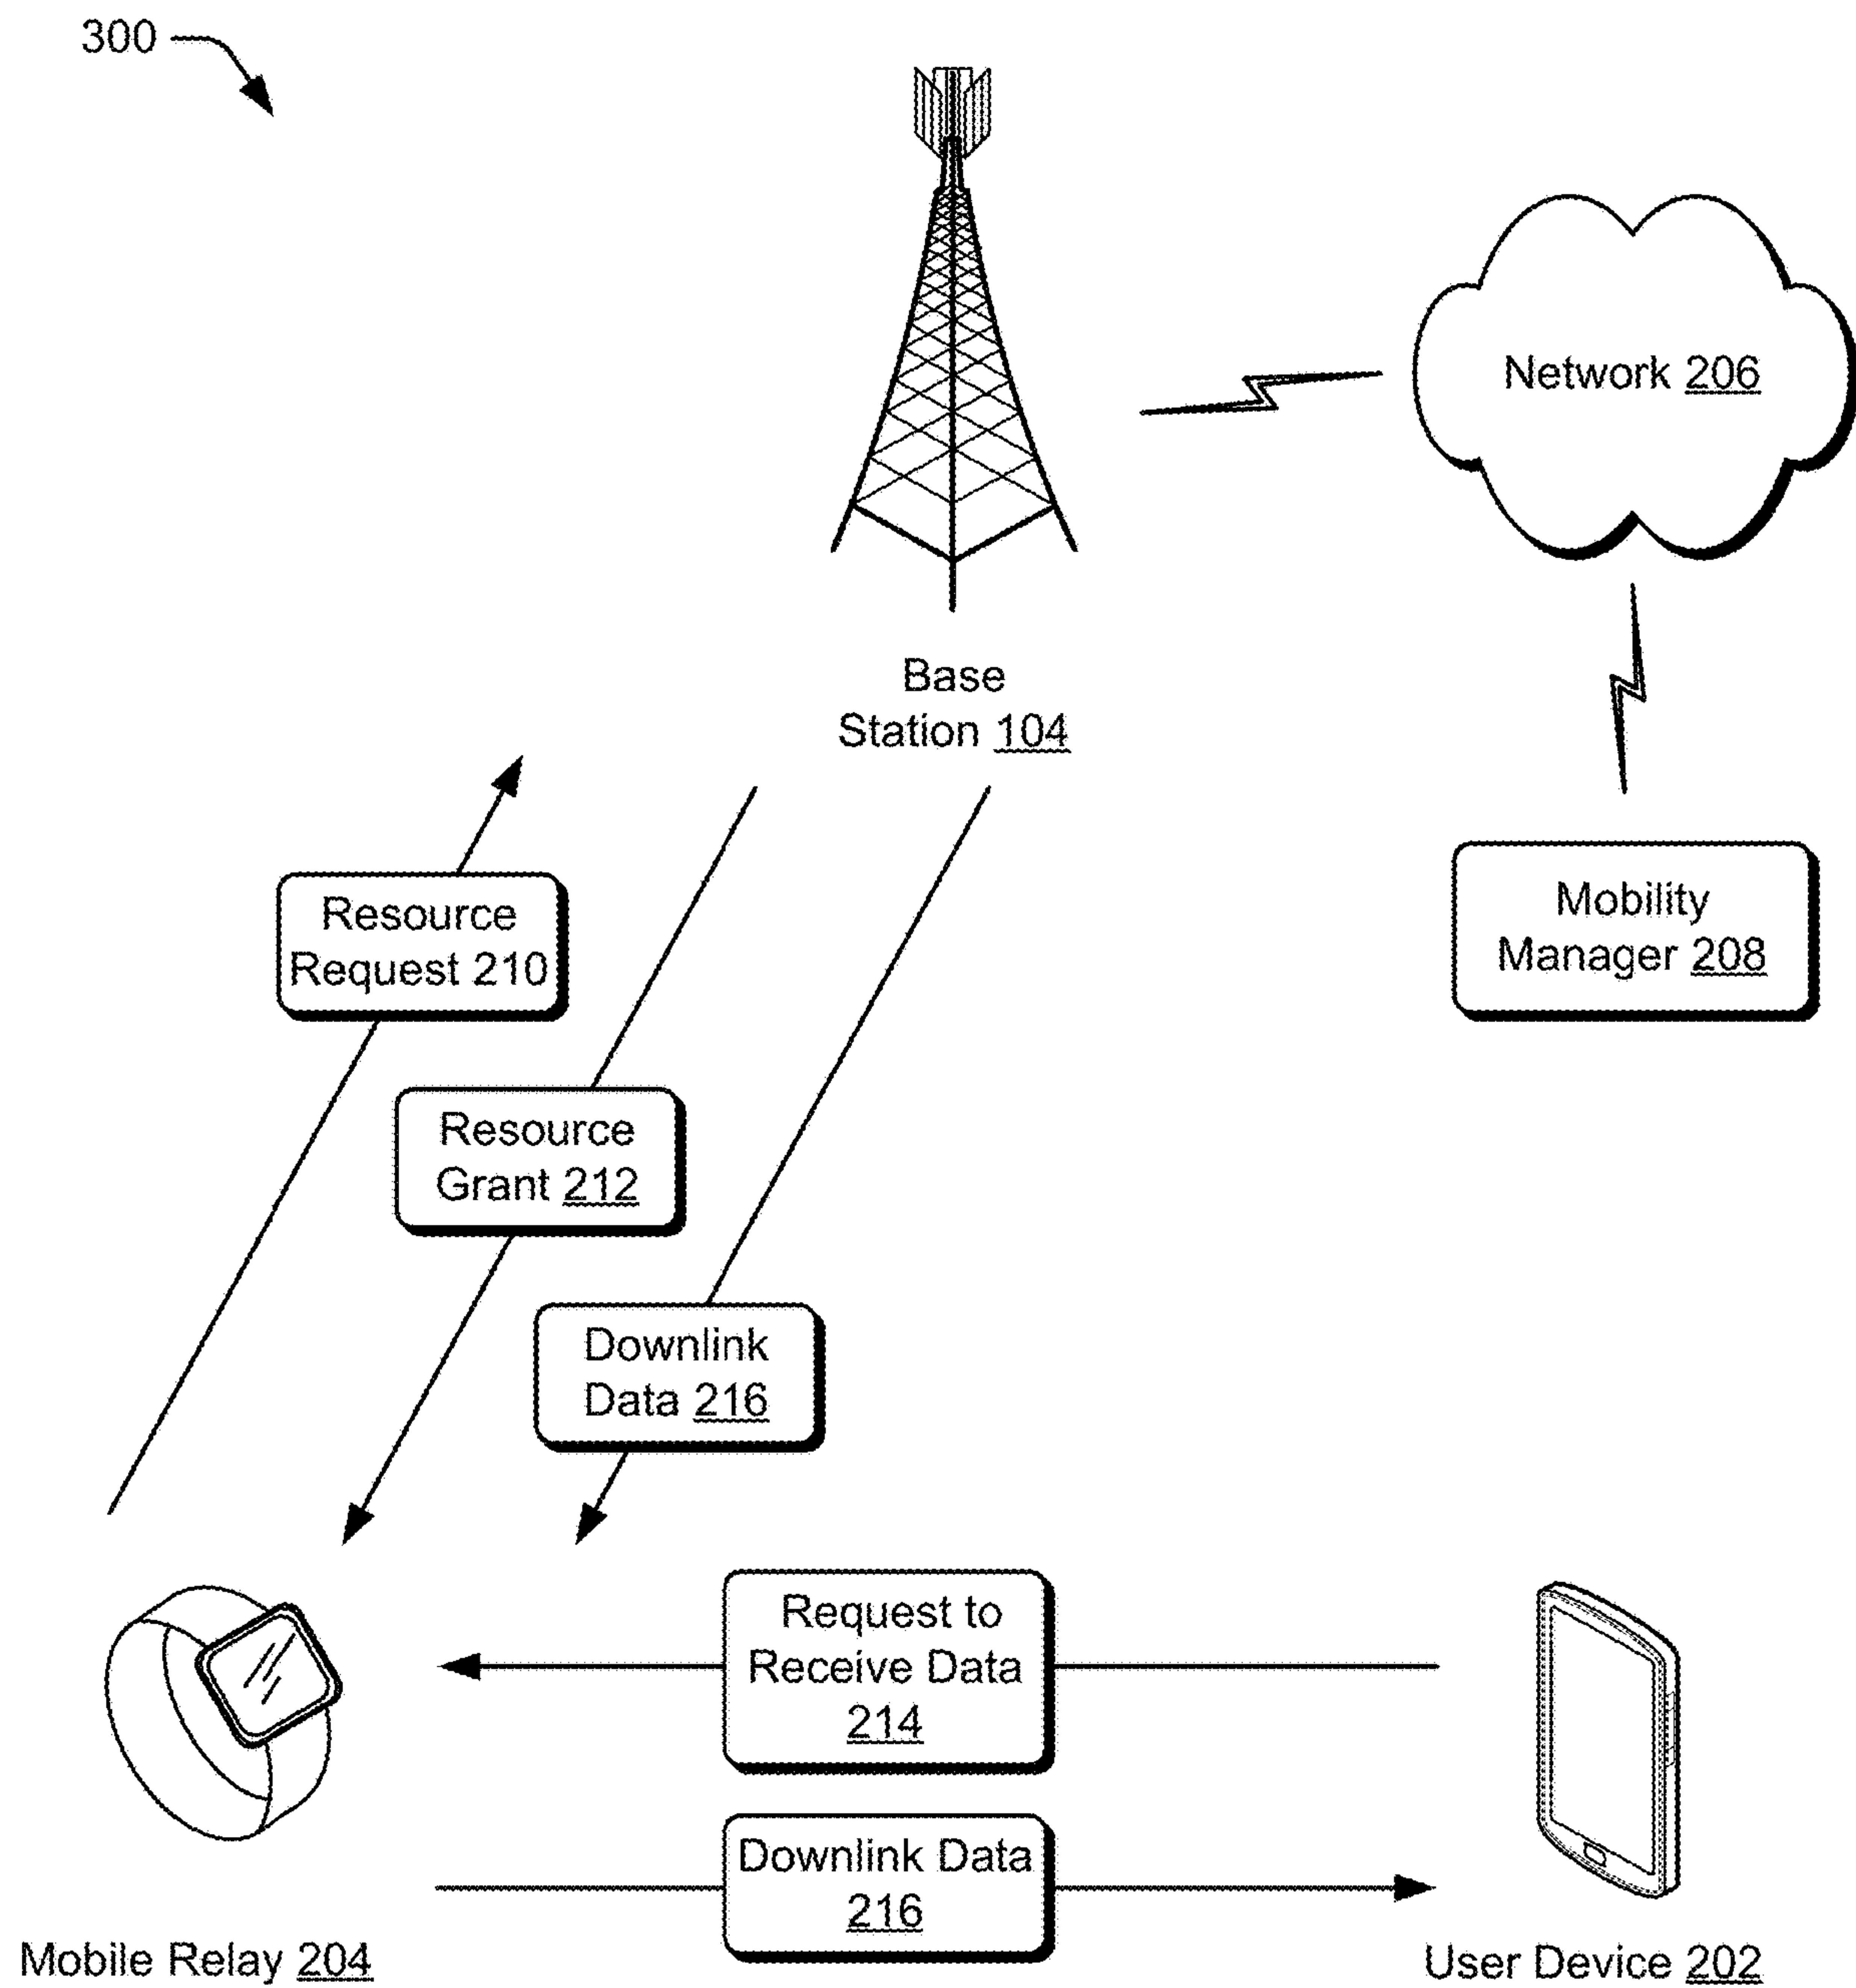 300
Network 206
Base
Station 104
Resource
Request 210
Mobility
Manager 208
Resource
Grant 212
Downlink
Data 216
Request to
Receive Data
214
Downlink Data
216
Mobile Relay 204
User Device 202